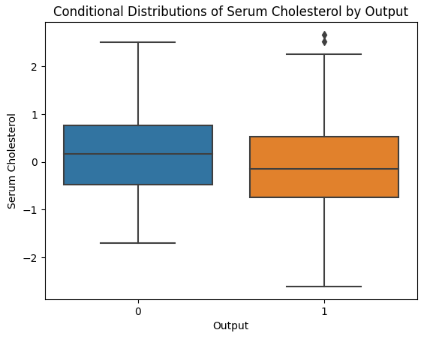 Conditional Distributions of Serum Cholesterol by Output
Serum Cholesterol
2
1
0
−1
−2
0
1
Output